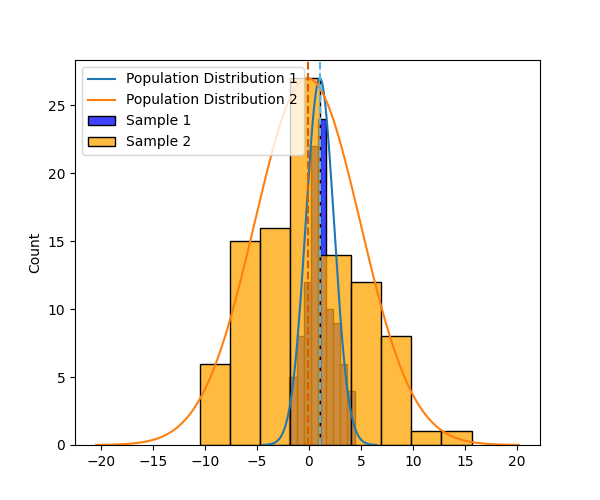 Population Distribution 1
Population Distribution 2
Sample 1
Sample 2
Count
25
20
15
10
5
0
−20 −15 −10 −5 0 5 10 15 20